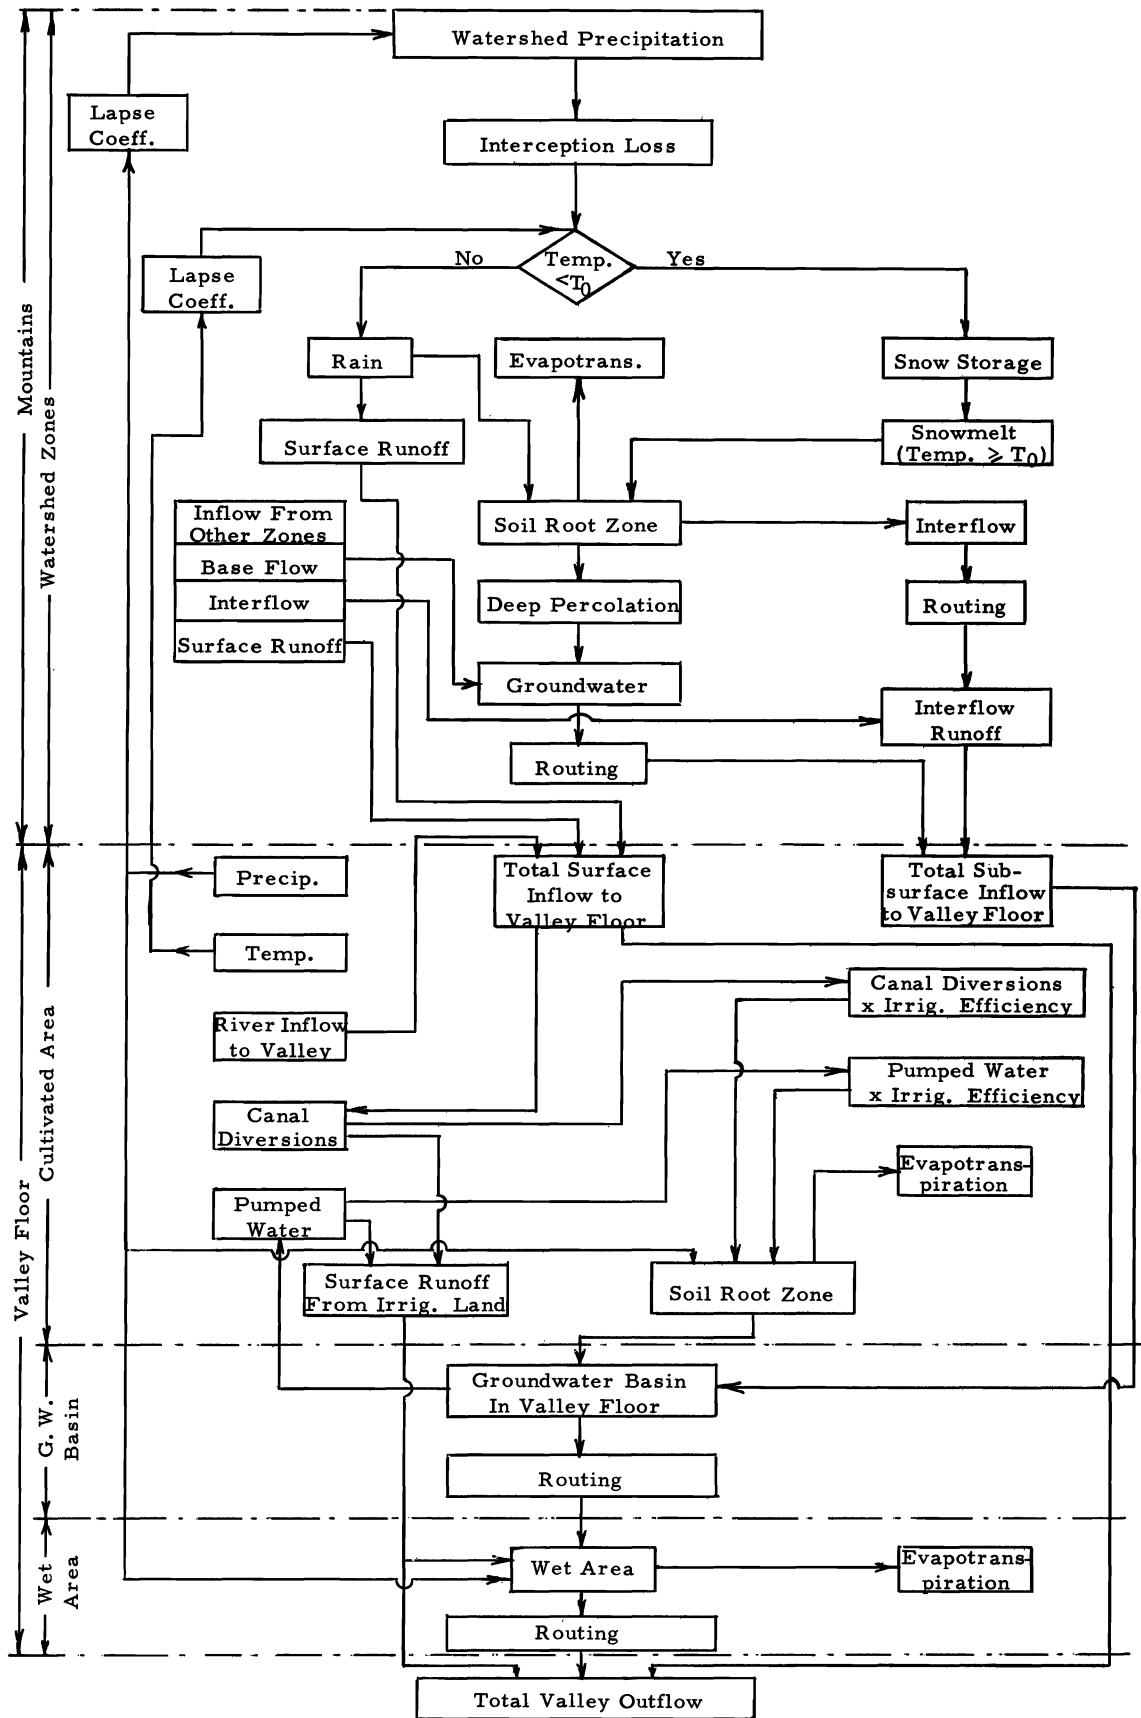 Watershed Precipitation
Lapse
Coeff.
Interception Loss
No
Temp.
<T0
Yes
Lapse
Coeff.
Rain
Evapotrans.
Snow Storage
Surface Runoff
Snowmelt
(Temp. ⩾ T0)
Inflow From
Other Zones
Base Flow
Interflow
Surface Runoff
Soil Root Zone
Interflow
Deep Percolation
Routing
Groundwater
Interflow
Runoff
Routing
Mountains
Watershed Zones
Precip.
Total Surface
Inflow to
Valley Floor
Total Sub-
surface Inflow
to Valley Floor
Temp.
Canal Diversions
x Irrig. Efficiency
River Inflow
to Valley
Pumped Water
x Irrig. Efficiency
Canal
Diversions
Evapotrans-
piration
Pumped
Water
Surface Runoff
From Irrig. Land
Soil Root Zone
Valley Floor
Cultivated Area
Groundwater Basin
In Valley Floor
G. W.
Basin
Routing
Wet Area
Evapotrans-
piration
Wet
Area
Routing
Total Valley Outflow